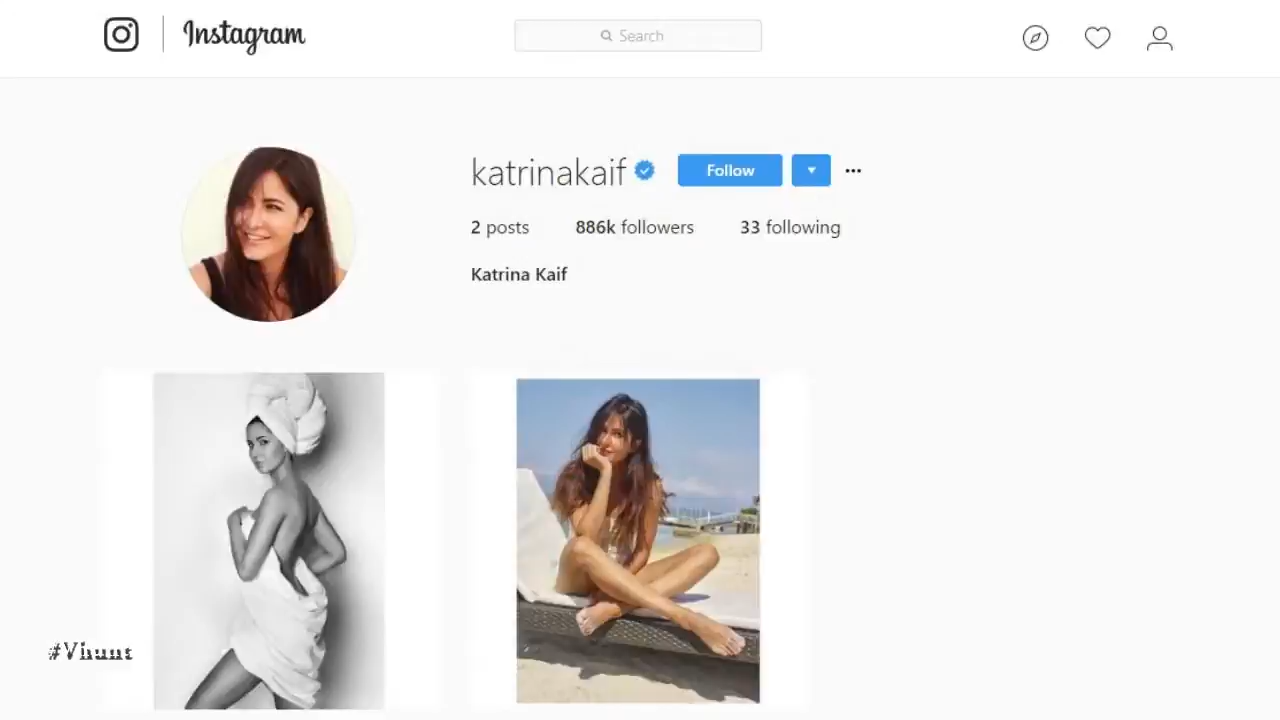 Instagram
Search
katrinakaif
Follow
2 posts 886k followers 33 following
Katrina Kaif
#Vhunt